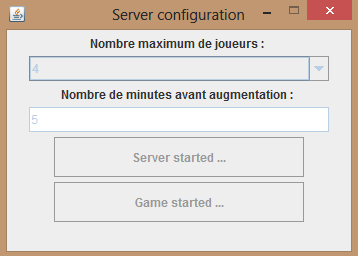 Server configuration
Nombre maximum de joueurs :
4
Nombre de minutes avant augmentation :
5
Server started ...
Game started ...